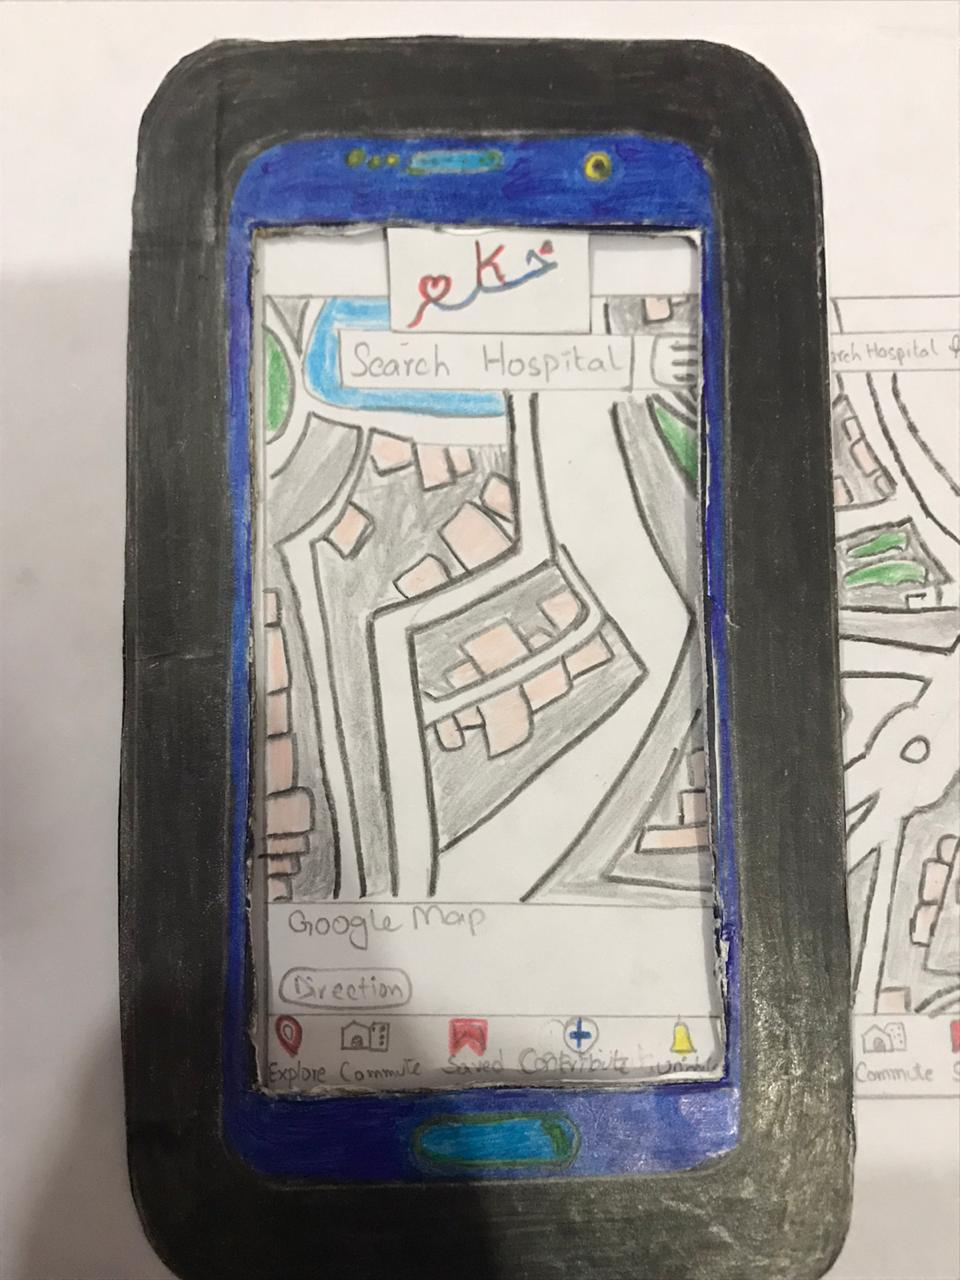 K
Search Hospital
rch Hospital
Google Map
Direction
Explore Commute Saved Contribute
Commute